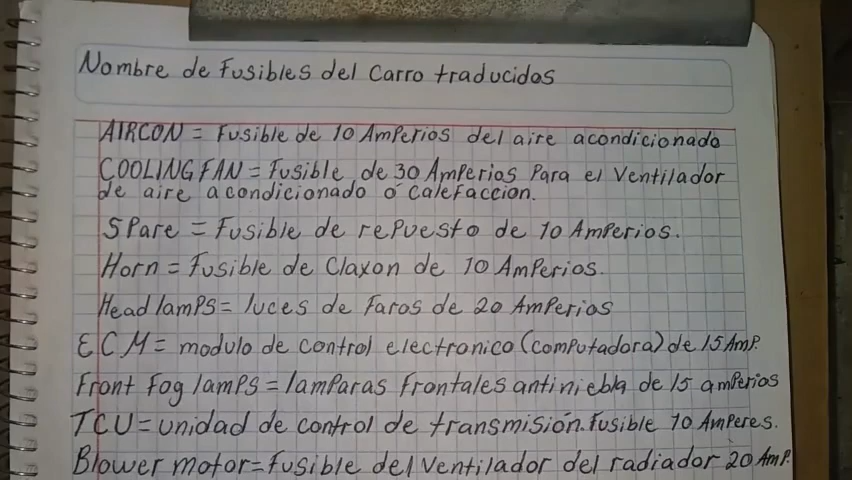 Nombre de Fusibles del Carro traducidos
AIRCON = Fusible de 10 Amperios del aire acondicionado
COOLING FAN = Fusible de 30 Amperios Para el Ventilador
de aire acondicionado o calefaccion.
SPare = Fusible de rePuesto de 10 AmPerios.
Horn = Fusible de Claxon de 10 AmPerios.
Head lamPs = luces de Faros de 20 AmPerios
ECM = modulo de control electronico (computadora) de 15 AmP.
Front Fog lamPs = lamParas Frontales antiniebla de 15 amPerios
TCU = unidad de control de transmisión. Fusible 10 AmPeres.
Blower motor = Fusible del Ventilador del radiador 20 AmP.